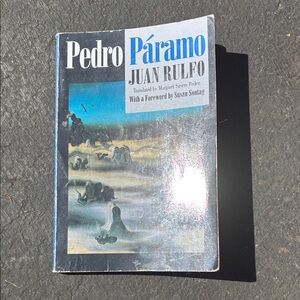 Pedro Páramo
JUAN RULFO
Translated by Margaret Sayers Peden
With a Foreword by Susan Sontag